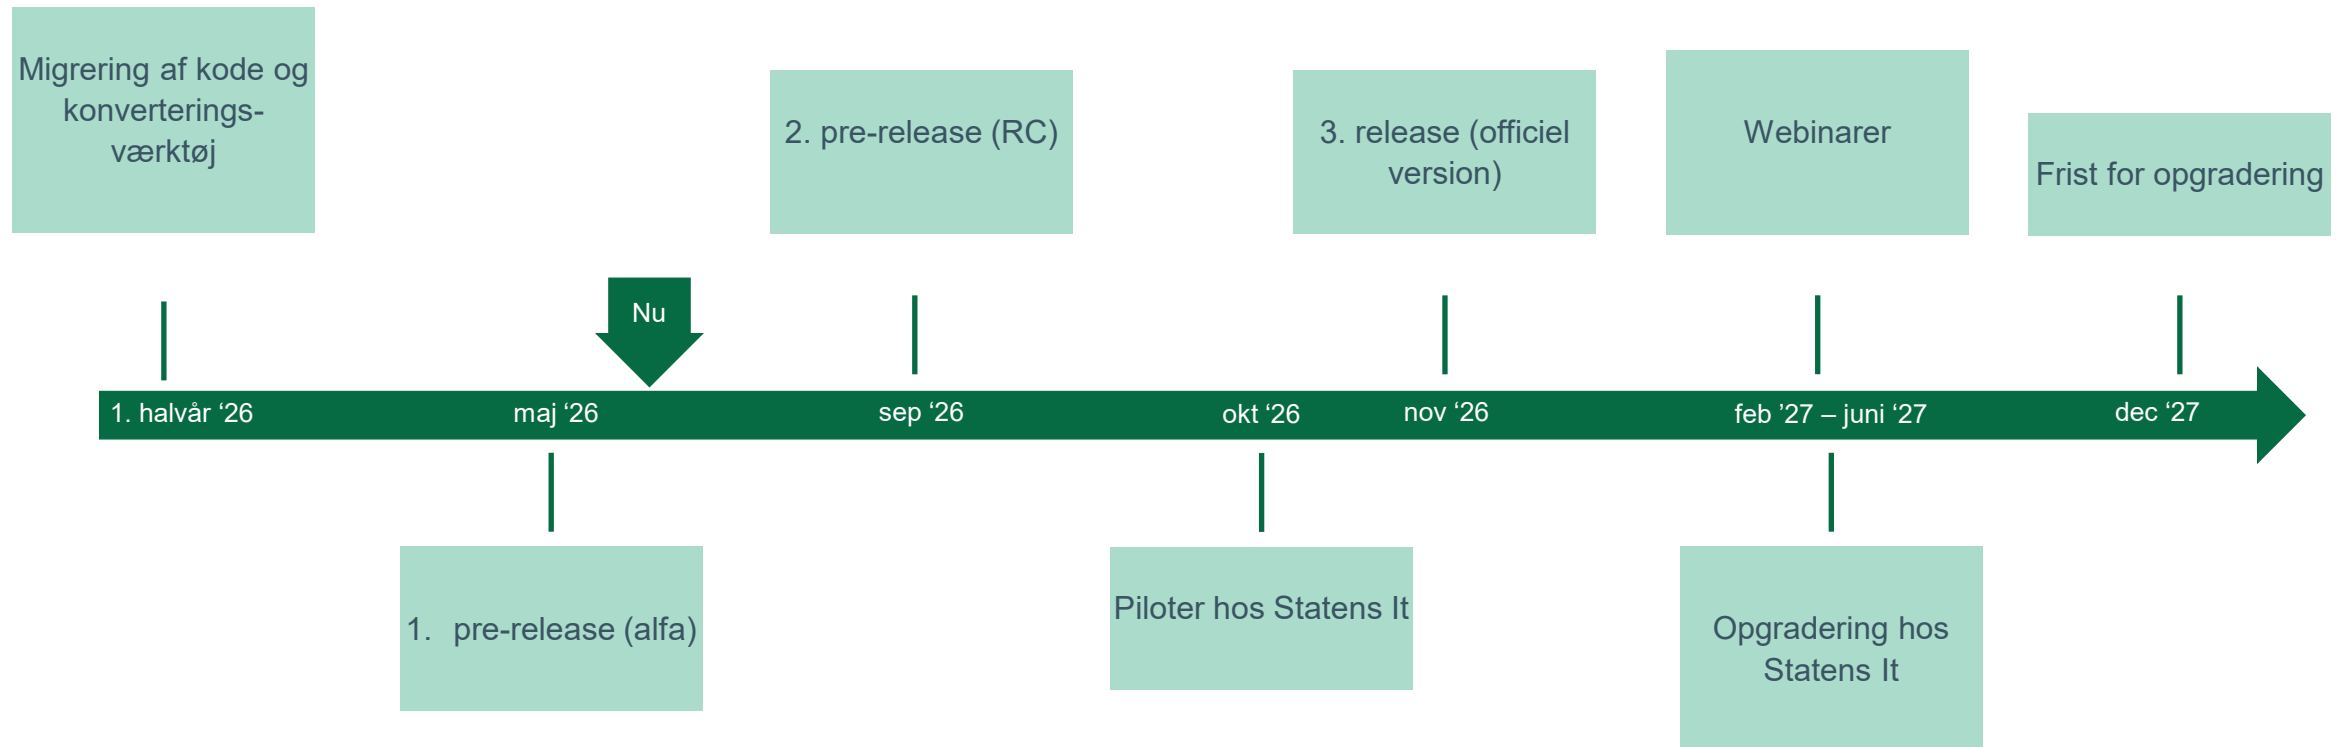 Migrering af kode og
konverterings-
værktøj
2. pre-release (RC)
3. release (officiel
version)
Webinarer
Frist for opgradering
Nu
1. halvår ‘26
maj ‘26
sep ‘26
okt ‘26
nov ‘26
feb ’27 – juni ‘27
dec ‘27
1. pre-release (alfa)
Piloter hos Statens It
Opgradering hos
Statens It